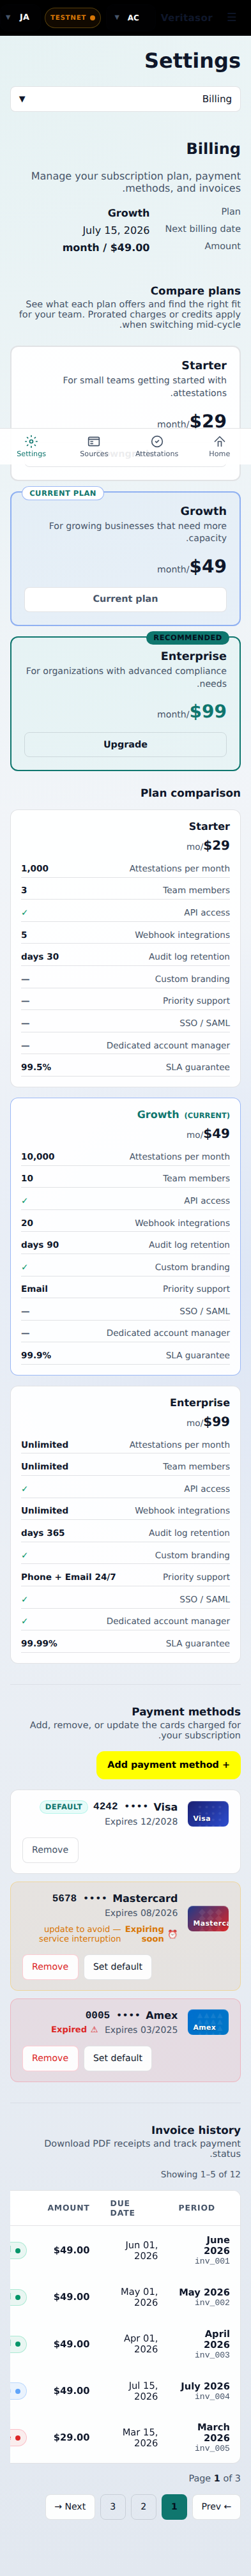 ▼ JA
TESTNET
▼ AC
Veritasor
☰
Settings
▼ Billing
Billing
Manage your subscription plan, payment
.methods, and invoices
Plan Growth
Next billing date July 15, 2026
Amount month / $49.00
Compare plans
See what each plan offers and find the right fit
for your team. Prorated charges or credits apply
.when switching mid-cycle
Starter
For small teams getting started with
.attestations
month/$29
Settings
Sources
Attestations
Home
CURRENT PLAN
Growth
For growing businesses that need more
.capacity
month/$49
Current plan
RECOMMENDED
Enterprise
For organizations with advanced compliance
.needs
month/$99
Upgrade
Plan comparison
Starter
mo/$29
Attestations per month 1,000
Team members 3
API access ✓
Webhook integrations 5
Audit log retention days 30
Custom branding —
Priority support —
SSO / SAML —
Dedicated account manager —
SLA guarantee 99.5%
Growth (CURRENT)
mo/$49
Attestations per month 10,000
Team members 10
API access ✓
Webhook integrations 20
Audit log retention days 90
Custom branding ✓
Priority support Email
SSO / SAML —
Dedicated account manager —
SLA guarantee 99.9%
Enterprise
mo/$99
Attestations per month Unlimited
Team members Unlimited
API access ✓
Webhook integrations Unlimited
Audit log retention days 365
Custom branding ✓
Priority support Phone + Email 24/7
SSO / SAML ✓
Dedicated account manager ✓
SLA guarantee 99.99%
Payment methods
Add, remove, or update the cards charged for
.your subscription
Add payment method +
Visa
DEFAULT 4242 •••• Visa
Expires 12/2028
Remove
5678 •••• Mastercard
Expires 08/2026
update to avoid — Expiring ⏰
service interruption soon
Remove
Set default
Amex
0005 •••• Amex
Expired ⚠ Expires 03/2025
Remove
Set default
Invoice history
Download PDF receipts and track payment
.status
Showing 1–5 of 12
AMOUNT DUE DATE PERIOD
$49.00 Jun 01, 2026 June 2026
inv_001
$49.00 May 01, 2026 May 2026
inv_002
$49.00 Apr 01, 2026 April 2026
inv_003
$49.00 Jul 15, 2026 July 2026
inv_004
$29.00 Mar 15, 2026 March 2026
inv_005
Page 1 of 3
→ Next 3 2 1 Prev ←